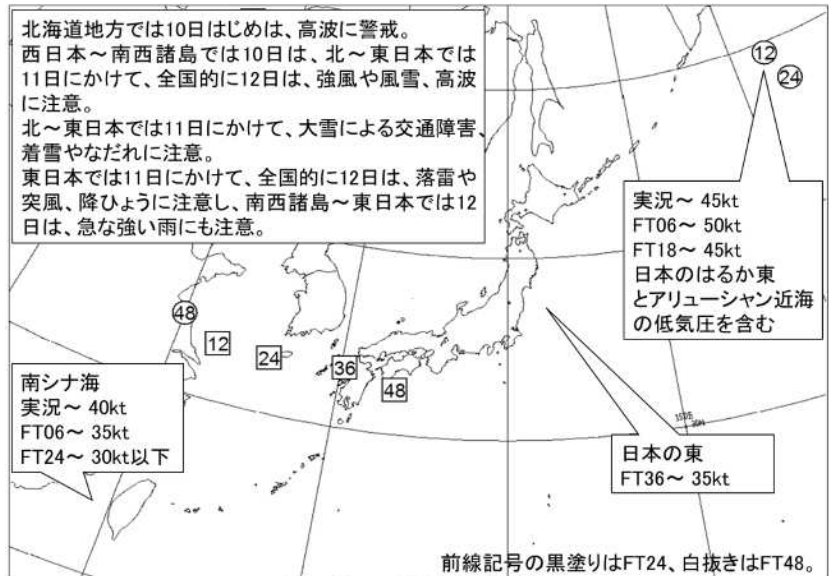 北海道地方では10日はじめは、高波に警戒。
西日本～南西諸島では10日は、北～東日本では
11日にかけて、全国的に12日は、強風や風雪、高波
に注意。
北～東日本では11日にかけて、大雪による交通障害、
着雪やなだれに注意。
東日本では11日にかけて、全国的に12日は、落雷や
突風、降ひょうに注意し、南西諸島～東日本では12
日は、急な強い雨にも注意。
12
24
実況～ 45kt
FT06～ 50kt
FT18～ 45kt
日本のはるか東
とアリューシャン近海
の低気圧を含む
48
12
24
36
48
南シナ海
実況～ 40kt
FT06～ 35kt
FT24～ 30kt以下
日本の東
FT36～ 35kt
前線記号の黒塗りはFT24、白抜きはFT48。